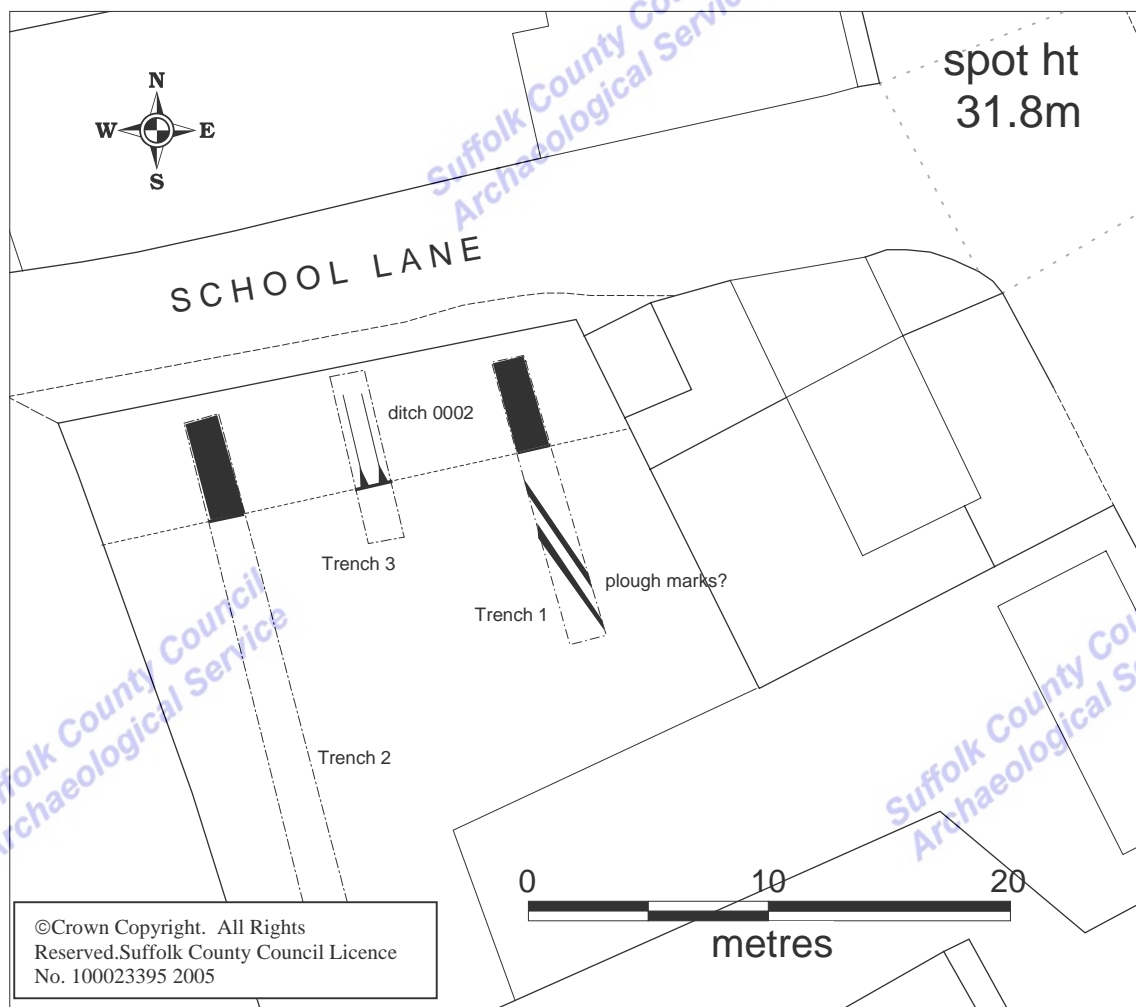 Suffolk County Council
Archaeological Service
spot ht
31.8m
N
W E
S
SCHOOL LANE
ditch 0002
Trench 3
plough marks?
Trench 1
Suffolk County Council
Archaeological Service
Trench 2
Suffolk County Council
Archaeological Service
0 10 20
metres
©Crown Copyright. All Rights
Reserved.Suffolk County Council Licence
No. 100023395 2005